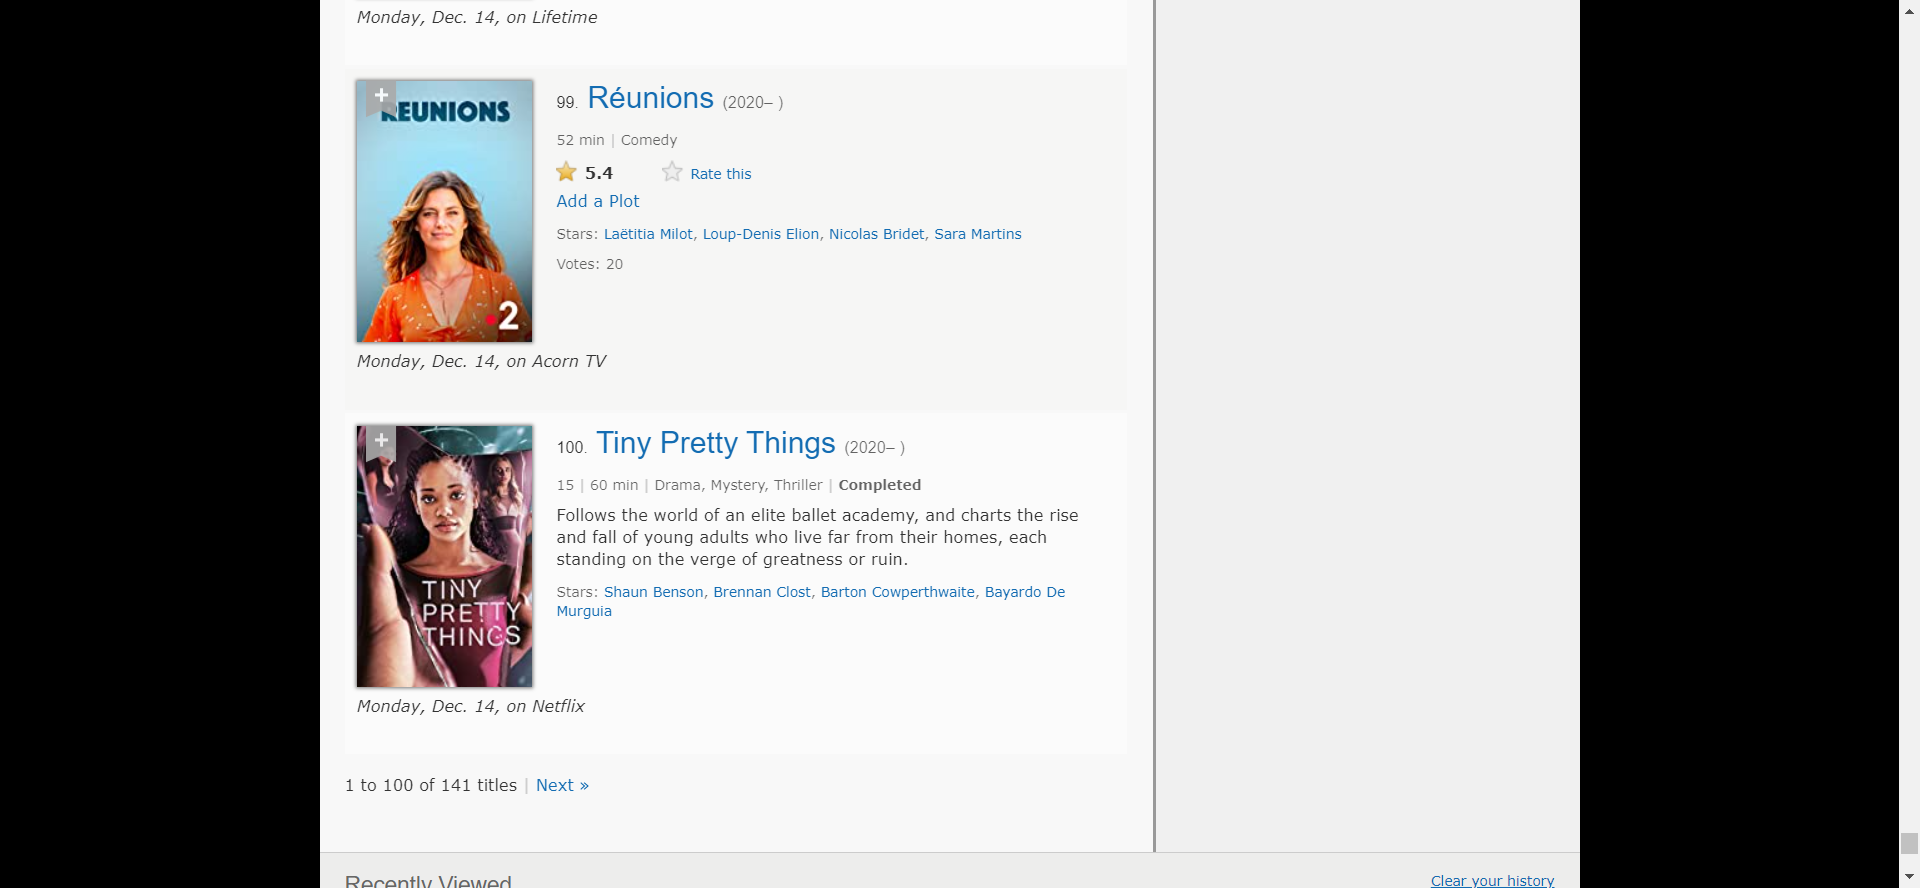 Monday, Dec. 14, on Lifetime
REUNIONS
2
99. Réunions (2020– )
52 min | Comedy
5.4 Rate this
Add a Plot
Stars: Laëtitia Milot, Loup-Denis Elion, Nicolas Bridet, Sara Martins
Votes: 20
Monday, Dec. 14, on Acorn TV
TINY
PRETTY
THINGS
100. Tiny Pretty Things (2020– )
15 | 60 min | Drama, Mystery, Thriller | Completed
Follows the world of an elite ballet academy, and charts the rise
and fall of young adults who live far from their homes, each
standing on the verge of greatness or ruin.
Stars: Shaun Benson, Brennan Clost, Barton Cowperthwaite, Bayardo De
Murguia
Monday, Dec. 14, on Netflix
1 to 100 of 141 titles | Next »
Recently Viewed
Clear your history